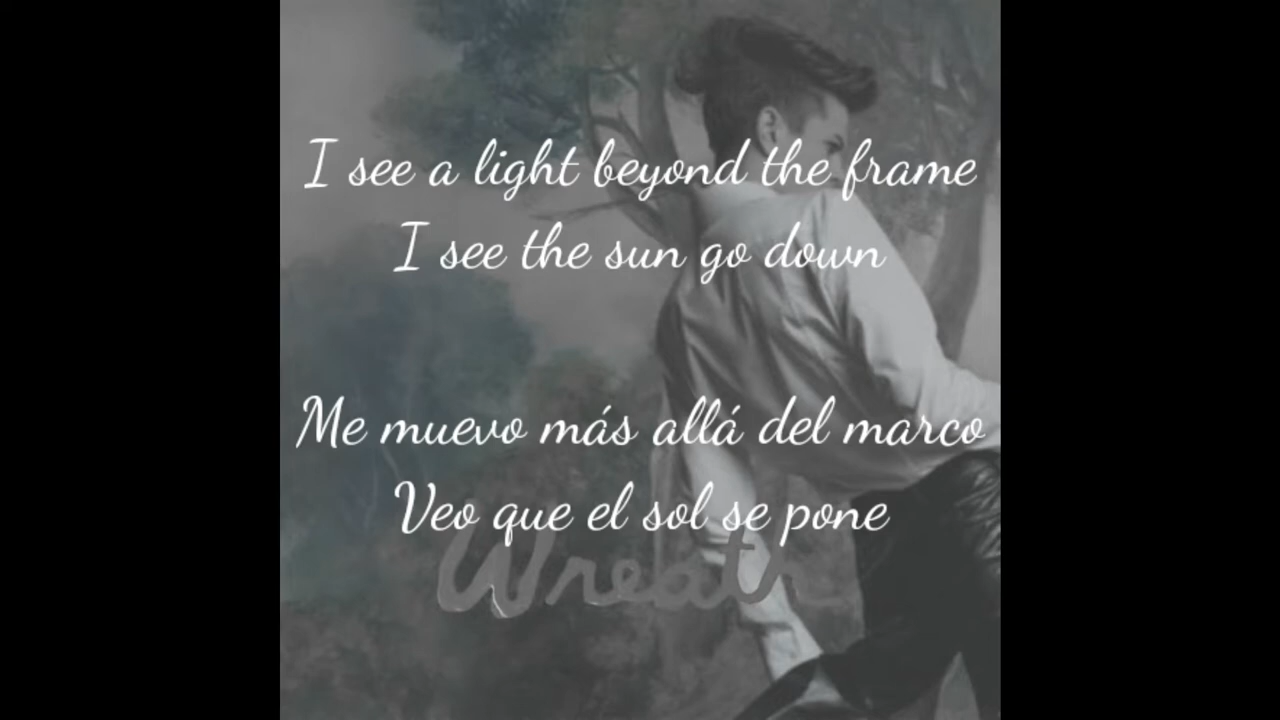 I see a light beyond the frame
I see the sun go down
Me muevo más allá del marco
Veo que el sol se pone
Wreath